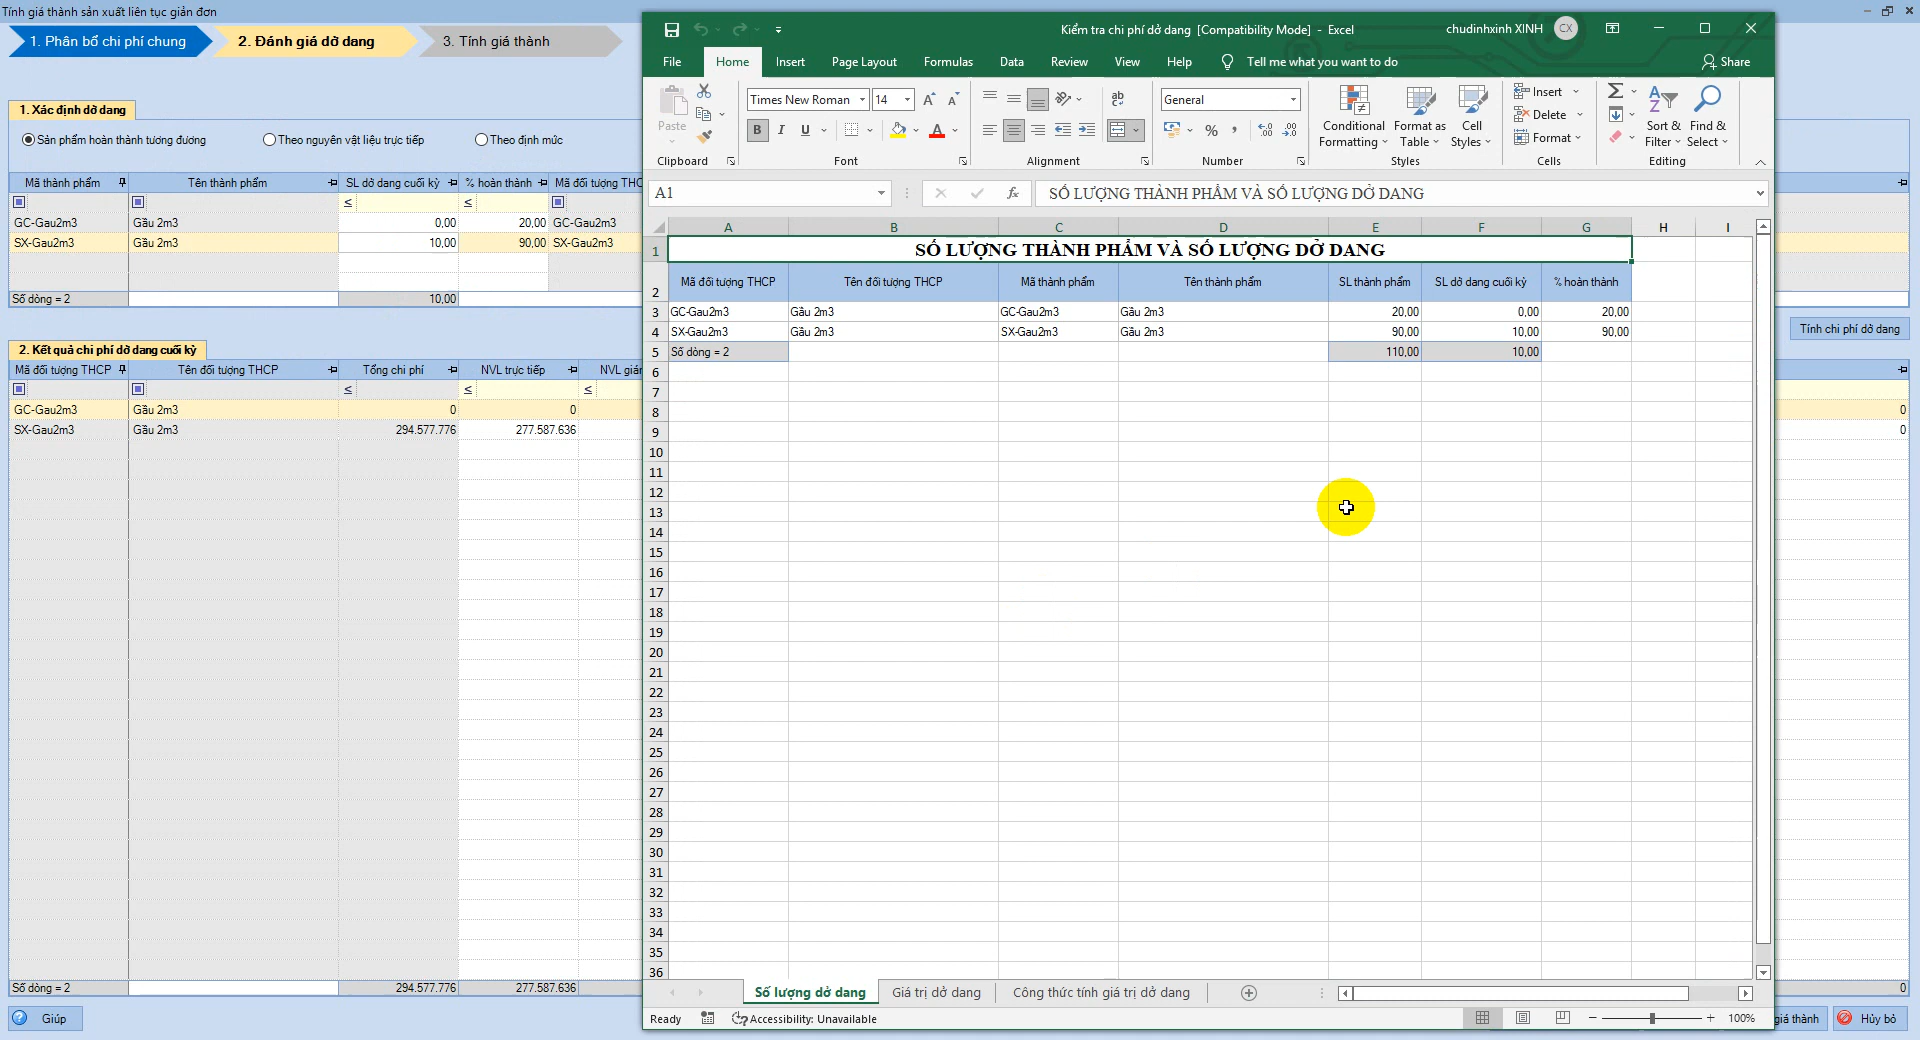 Tính giá thành sản xuất liên tục giản đơn
1. Phân bổ chi phí chung
2. Đánh giá dở dang
3. Tính giá thành
1. Xác định dở dang
Sản phẩm hoàn thành tương đương
Theo nguyên vật liệu trực tiếp
Theo định mức
Mã thành phẩm Tên thành phẩm SL dở dang cuối kỳ % hoàn thành Mã đối tượng THC
≤ ≤
GC-Gau2m3 Gầu 2m3 0,00 20,00 GC-Gau2m3
SX-Gau2m3 Gầu 2m3 10,00 90,00 SX-Gau2m3
Số dòng = 2 10,00
Tính chi phí dở dang
2. Kết quả chi phí dở dang cuối kỳ
Mã đối tượng THCP Tên đối tượng THCP Tổng chi phí NVL trực tiếp NVL gián
≤ ≤ ≤
GC-Gau2m3 Gầu 2m3 0 0 0
SX-Gau2m3 Gầu 2m3 294.577.776 277.587.636 0
Số dòng = 2 294.577.776 277.587.636 0
Giúp
giá thành
Hủy bỏ
Kiểm tra chi phí dở dang [Compatibility Mode] - Excel
chudinhxinh XINH
CX
File Home Insert Page Layout Formulas Data Review View Help Tell me what you want to do Share
Paste
Clipboard
Times New Roman 14
B I U
Font
ab
Alignment
General
% ,
Number
Conditional Formatting
Format as Table
Cell Styles
Styles
Insert
Delete
Format
Cells
Sort & Filter
Find & Select
Editing
A1
fx
SỐ LƯỢNG THÀNH PHẨM VÀ SỐ LƯỢNG DỞ DANG
A B C D E F G H I
1 SỐ LƯỢNG THÀNH PHẨM VÀ SỐ LƯỢNG DỞ DANG
2 Mã đối tượng THCP Tên đối tượng THCP Mã thành phẩm Tên thành phẩm SL thành phẩm SL dở dang cuối kỳ % hoàn thành
3 GC-Gau2m3 Gầu 2m3 GC-Gau2m3 Gầu 2m3 20,00 0,00 20,00
4 SX-Gau2m3 Gầu 2m3 SX-Gau2m3 Gầu 2m3 90,00 10,00 90,00
5 Số dòng = 2 110,00 10,00
6
7
8
9
10
11
12
13
14
15
16
17
18
19
20
21
22
23
24
25
26
27
28
29
30
31
32
33
34
35
36
Số lượng dở dang
Giá trị dở dang
Công thức tính giá trị dở dang
Ready
Accessibility: Unavailable
100%